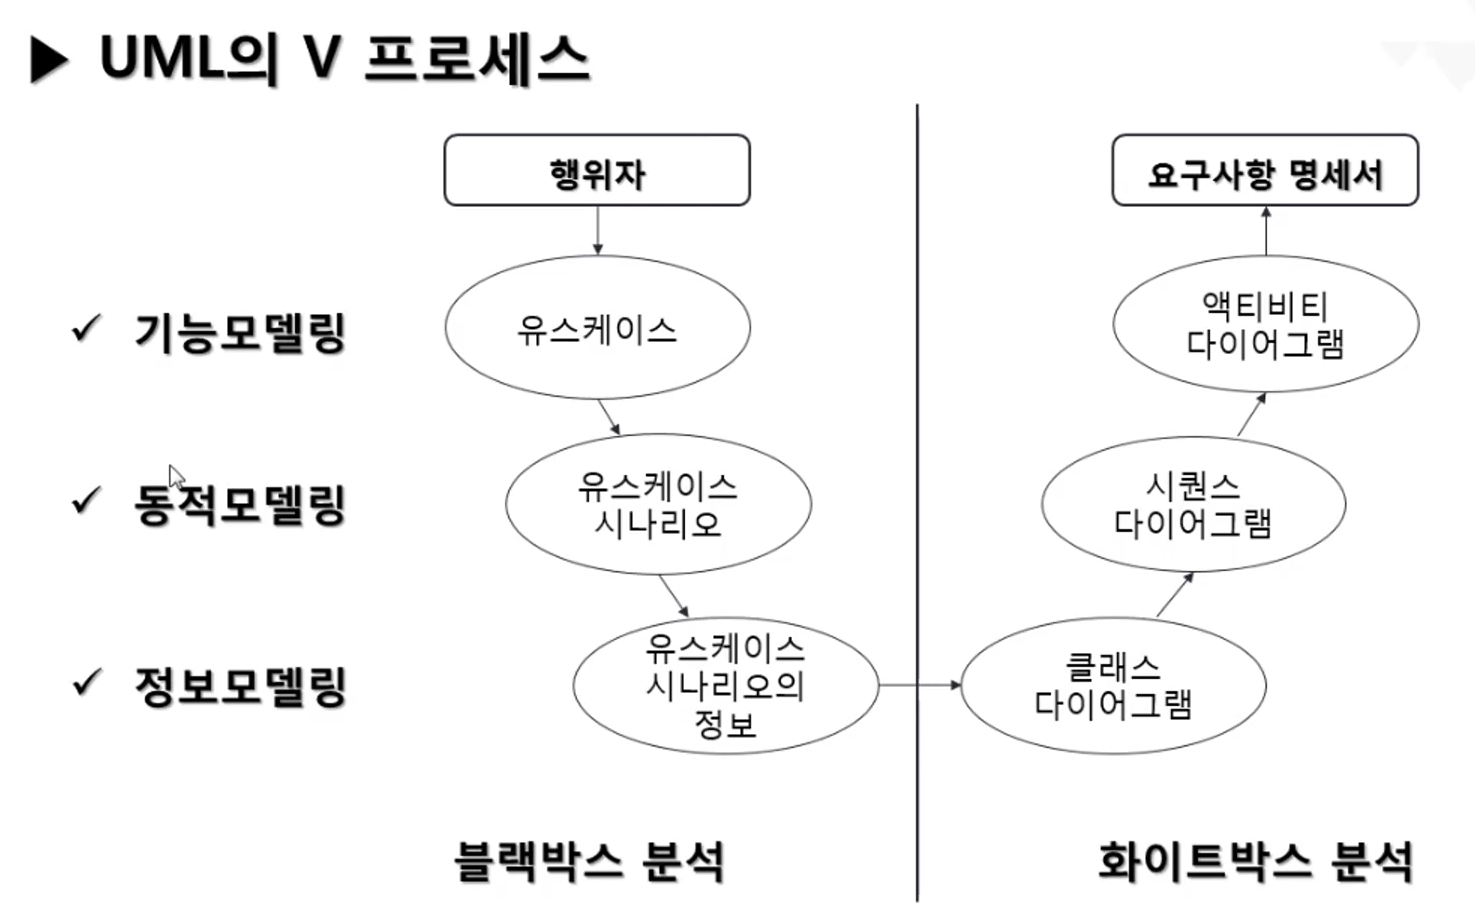 ▶ UML의 V 프로세스
행위자
요구사항 명세서
✓ 기능모델링
유스케이스
액티비티
다이어그램
✓ 동적모델링
유스케이스
시나리오
시퀀스
다이어그램
✓ 정보모델링
유스케이스
시나리오의
정보
클래스
다이어그램
블랙박스 분석
화이트박스 분석